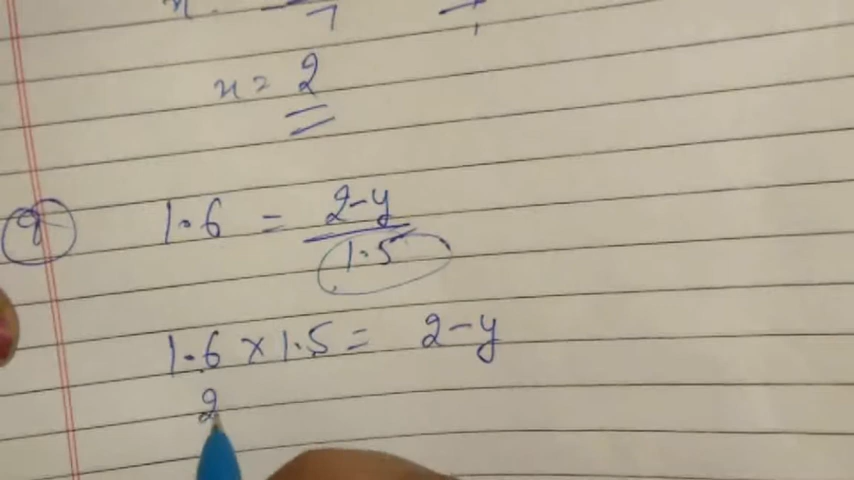 x = 2
9 1.6 = 2-y
1.5
1.6 × 1.5 = 2-y
2